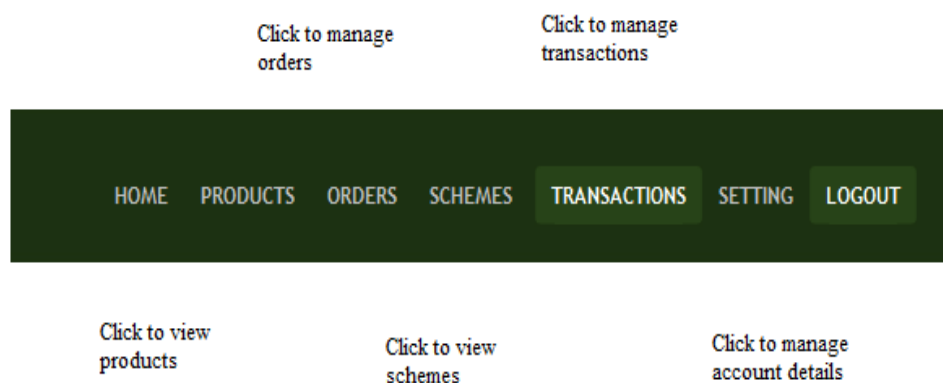 Click to manage
orders
Click to manage
transactions
HOME PRODUCTS ORDERS SCHEMES TRANSACTIONS SETTING LOGOUT
Click to view
products
Click to view
schemes
Click to manage
account details